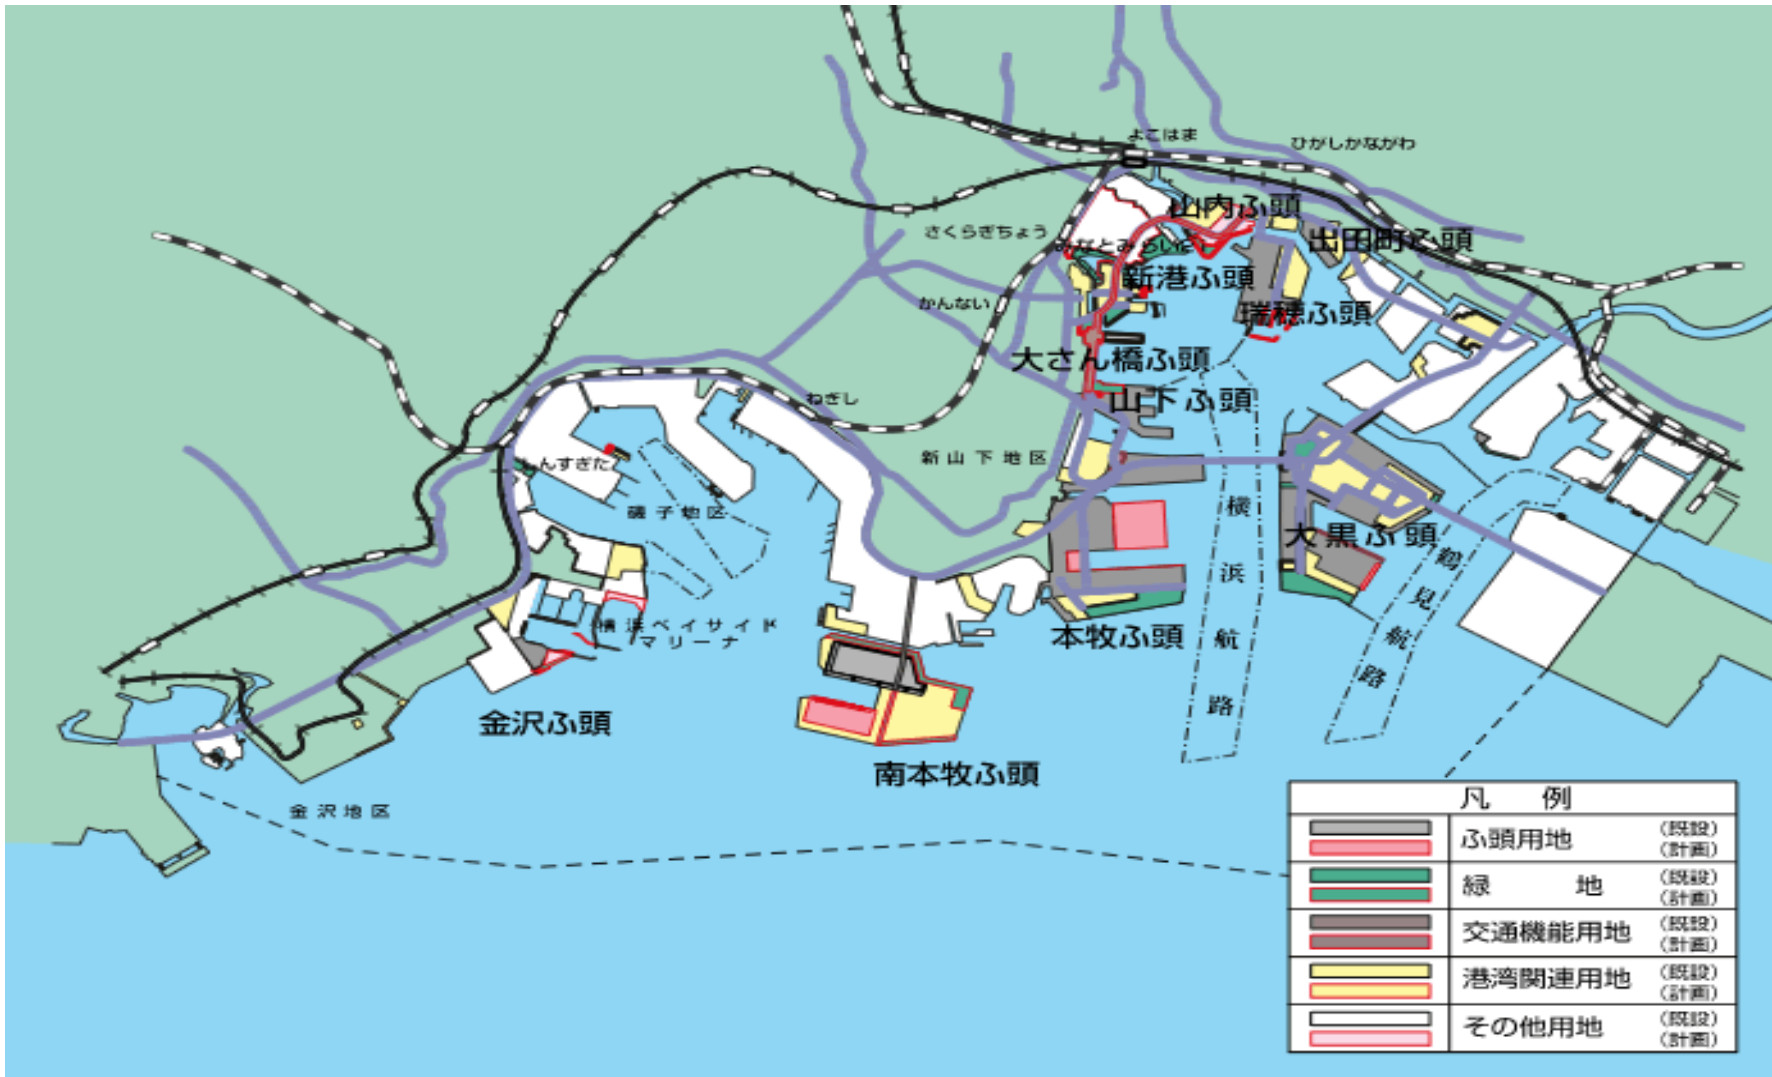 よこはま
ひがしかながわ
山内ふ頭
さくらぎちょう
みなとみらい21
出田町ふ頭
新港ふ頭
かんない
瑞穂ふ頭
大さん橋ふ頭
山下ふ頭
ねぎし
新山下地区
しんすぎた
磯子地区
横浜航路
大黒ふ頭
鶴見航路
横浜ベイサイド
マリーナ
本牧ふ頭
金沢ふ頭
南本牧ふ頭
金沢地区
凡 例
ふ頭用地 (既設)
(計画)
緑 地 (既設)
(計画)
交通機能用地 (既設)
(計画)
港湾関連用地 (既設)
(計画)
その他用地 (既設)
(計画)